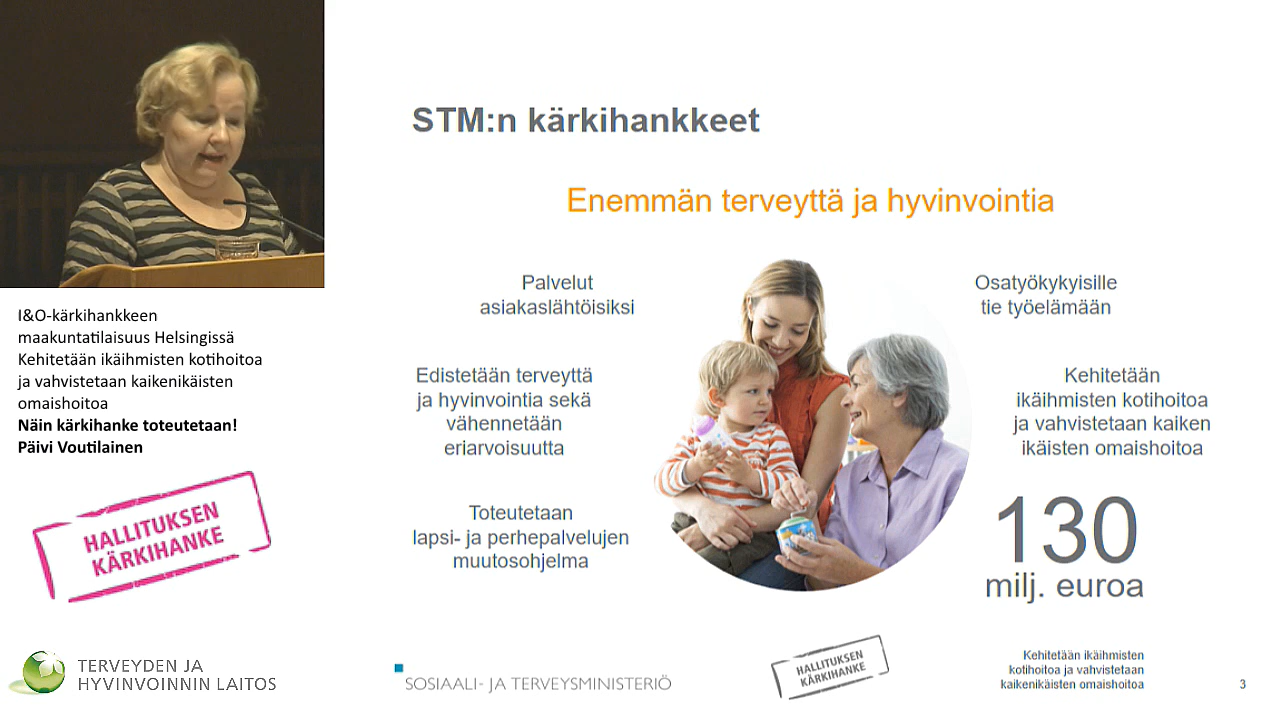 I&O-kärkihankkeen
maakuntatilaisuus Helsingissä
Kehitetään ikäihmisten kotihoitoa
ja vahvistetaan kaikenikäisten
omaishoitoa
Näin kärkihanke toteutetaan!
Päivi Voutilainen
HALLITUKSEN
KÄRKIHANKE
TERVEYDEN JA
HYVINVOINNIN LAITOS
STM:n kärkihankkeet
Enemmän terveyttä ja hyvinvointia
Palvelut
asiakaslähtöisiksi
Edistetään terveyttä
ja hyvinvointia sekä
vähennetään
eriarvoisuutta
Toteutetaan
lapsi- ja perhepalvelujen
muutosohjelma
Osatyökykyisille
tie työelämään
Kehitetään
ikäihmisten kotihoitoa
ja vahvistetaan kaiken
ikäisten omaishoitoa
130
milj. euroa
SOSIAALI- JA TERVEYSMINISTERIÖ
HALLITUKSEN
KÄRKIHANKE
Kehitetään ikäihmisten
kotihoitoa ja vahvistetaan
kaikenikäisten omaishoitoa
3